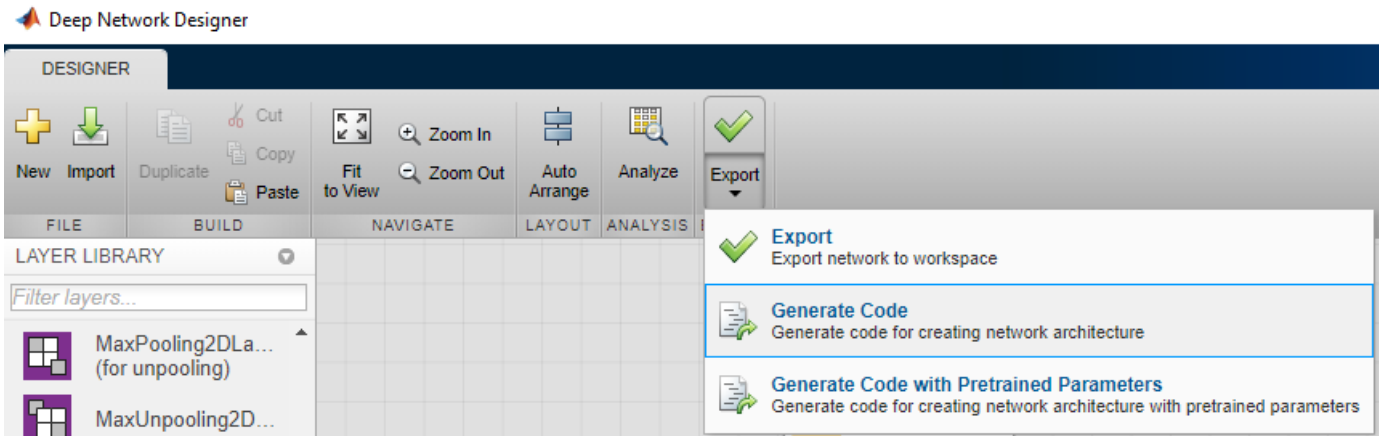 Deep Network Designer
DESIGNER
New
Import
Duplicate
Cut
Copy
Paste
Fit
to View
Zoom In
Zoom Out
Auto
Arrange
Analyze
Export
FILE
BUILD
NAVIGATE
LAYOUT
ANALYSIS
LAYER LIBRARY
Filter layers...
MaxPooling2DLa...
(for unpooling)
MaxUnpooling2D...
Export
Export network to workspace
Generate Code
Generate code for creating network architecture
Generate Code with Pretrained Parameters
Generate code for creating network architecture with pretrained parameters